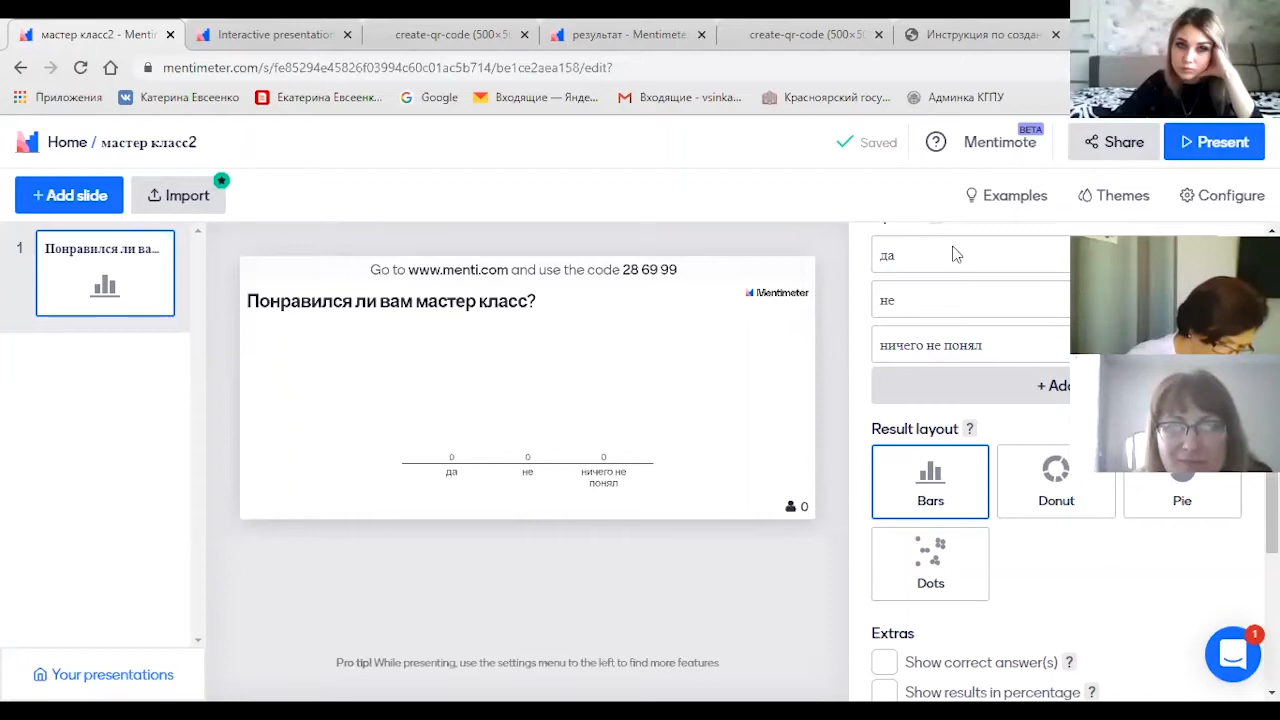 мастер класс2 - Menti
Interactive presentation
create-qr-code (500×5
результат - Mentimete
create-qr-code (500×5
Инструкция по создан
mentimeter.com/s/fe85294e45826f03994c60c01ac5b714/be1ce2aea158/edit?
Приложения
Катерина Евсеенко
Екатерина Евсеенк...
Google
Входящие — Янде...
Входящие - vsinka...
Красноярский госу...
Админка КГПУ
Home / мастер класс2
Saved
?
Mentimote
BETA
Share
Present
+ Add slide
Import
Examples
Themes
Configure
1
Понравился ли ва...
Go to www.menti.com and use the code 28 69 99
Понравился ли вам мастер класс?
Mentimeter
0 0 0
да не ничего не
понял
0
да
не
ничего не понял
+ Ad
Result layout ?
Bars
Donut
Pie
Dots
Extras
Show correct answer(s) ?
Show results in percentage ?
1
Your presentations
Pro tip! While presenting, use the settings menu to the left to find more features